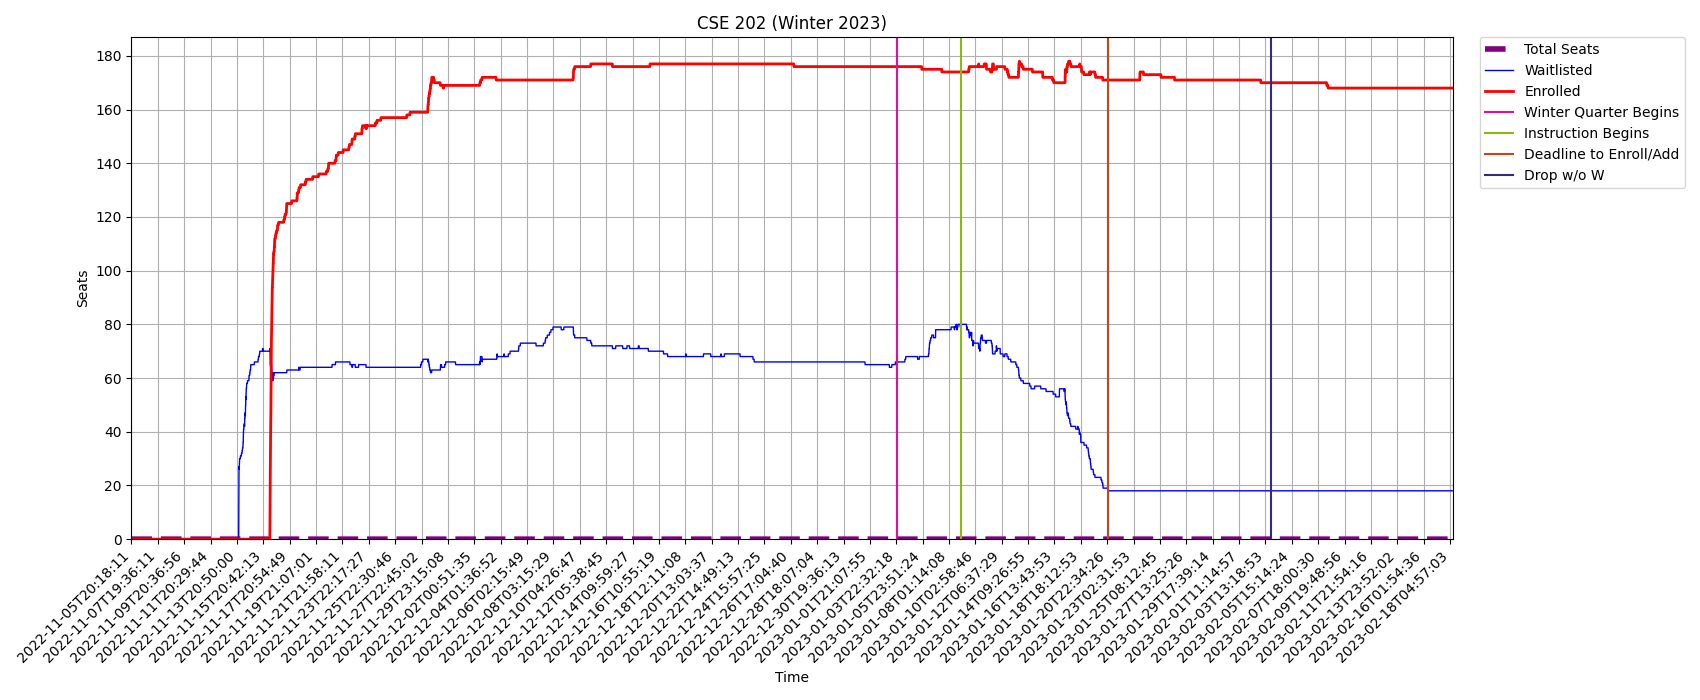 CSE 202 (Winter 2023)
Seats
180
160
140
120
100
80
60
40
20
0
Total Seats
Waitlisted
Enrolled
Winter Quarter Begins
Instruction Begins
Deadline to Enroll/Add
Drop w/o W
2022-11-05T20:18:11
2022-11-07T19:36:11
2022-11-09T20:36:56
2022-11-11T20:29:44
2022-11-13T20:50:00
2022-11-15T20:42:13
2022-11-17T20:54:49
2022-11-19T21:07:01
2022-11-21T21:58:11
2022-11-23T22:17:27
2022-11-25T22:30:46
2022-11-27T22:45:02
2022-11-29T23:15:08
2022-12-02T00:51:35
2022-12-04T01:36:52
2022-12-06T02:15:49
2022-12-08T03:15:29
2022-12-10T04:26:47
2022-12-12T05:38:45
2022-12-14T09:59:27
2022-12-16T10:55:19
2022-12-18T12:11:08
2022-12-20T13:03:37
2022-12-22T14:49:13
2022-12-24T15:57:25
2022-12-26T17:04:40
2022-12-28T18:07:04
2022-12-30T19:36:13
2023-01-01T21:07:55
2023-01-03T22:32:18
2023-01-05T23:51:24
2023-01-08T01:14:08
2023-01-10T02:58:46
2023-01-12T06:37:29
2023-01-14T09:26:55
2023-01-16T13:43:53
2023-01-18T18:12:53
2023-01-20T22:34:26
2023-01-23T02:31:53
2023-01-25T08:12:45
2023-01-27T13:25:26
2023-01-29T17:39:14
2023-02-01T11:14:57
2023-02-03T13:18:53
2023-02-05T15:14:24
2023-02-07T18:00:30
2023-02-09T19:48:56
2023-02-11T21:54:16
2023-02-13T23:52:02
2023-02-16T01:54:36
2023-02-18T04:57:03
Time